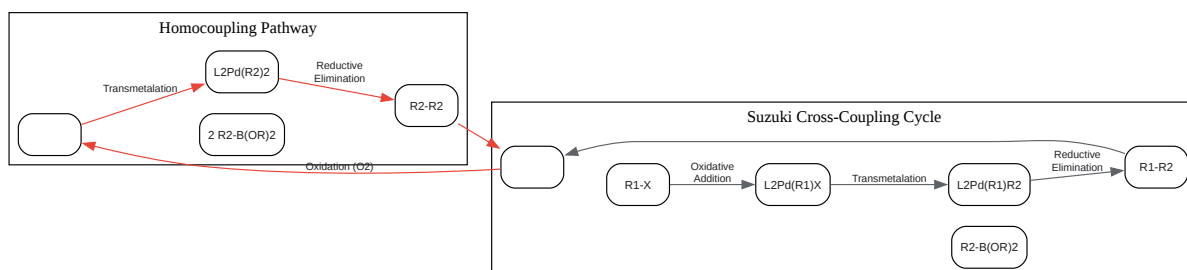 Homocoupling Pathway
L2Pd(R2)2
Reductive
Elimination
Transmetalation
R2-R2
2 R2-B(OR)2
Oxidation (O2)
Suzuki Cross-Coupling Cycle
R1-X
Oxidative
Addition
L2Pd(R1)X
Transmetalation
L2Pd(R1)R2
Reductive
Elimination
R1-R2
R2-B(OR)2